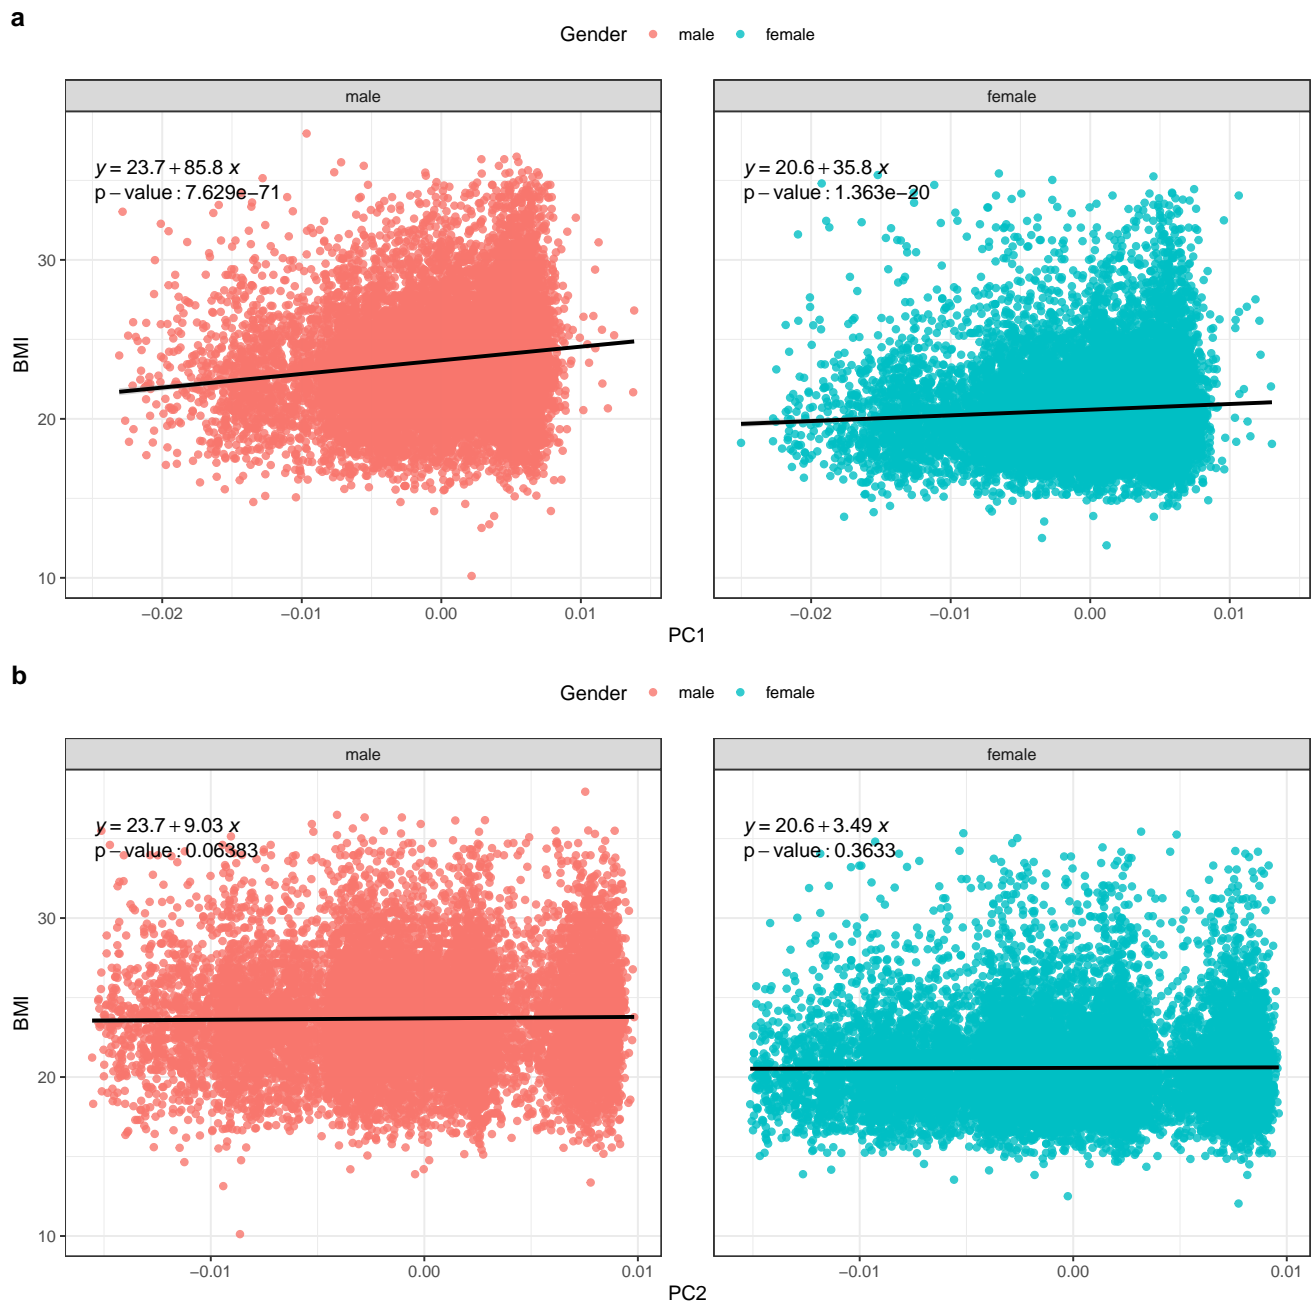 a
Gender male female
male female
y = 23.7 + 85.8 x
p − value : 7.629e−71
y = 20.6 + 35.8 x
p − value : 1.363e−20
30
20
10
BMI
−0.02 −0.01 0.00 0.01
−0.02 −0.01 0.00 0.01
PC1
b
Gender male female
male female
y = 23.7 + 9.03 x
p − value : 0.06383
y = 20.6 + 3.49 x
p − value : 0.3633
30
20
10
BMI
−0.01 0.00 0.01
−0.01 0.00 0.01
PC2